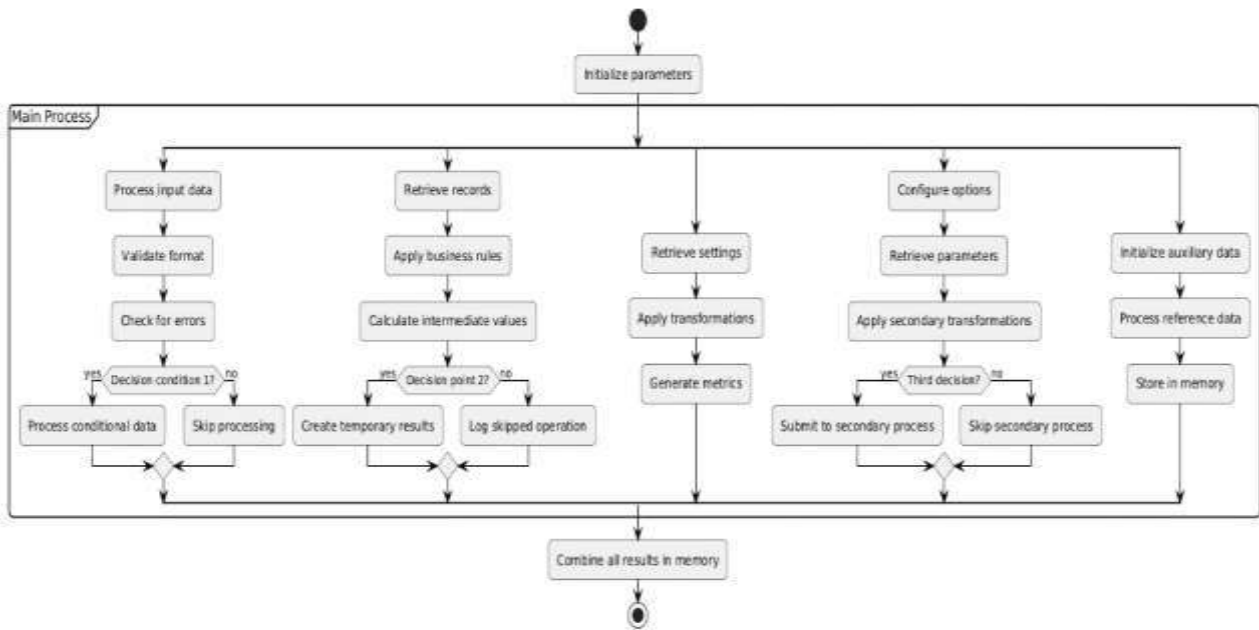 Initialize parameters
Main Process
Process input data
Validate format
Check for errors
yes
Decision condition 1?
no
Process conditional data
Skip processing
Retrieve records
Apply business rules
Calculate intermediate values
yes
Decision point 2?
no
Create temporary results
Log skipped operation
Retrieve settings
Apply transformations
Generate metrics
Configure options
Retrieve parameters
Apply secondary transformations
yes
Third decision?
no
Submit to secondary process
Skip secondary process
Initialize auxiliary data
Process reference data
Store in memory
Combine all results in memory